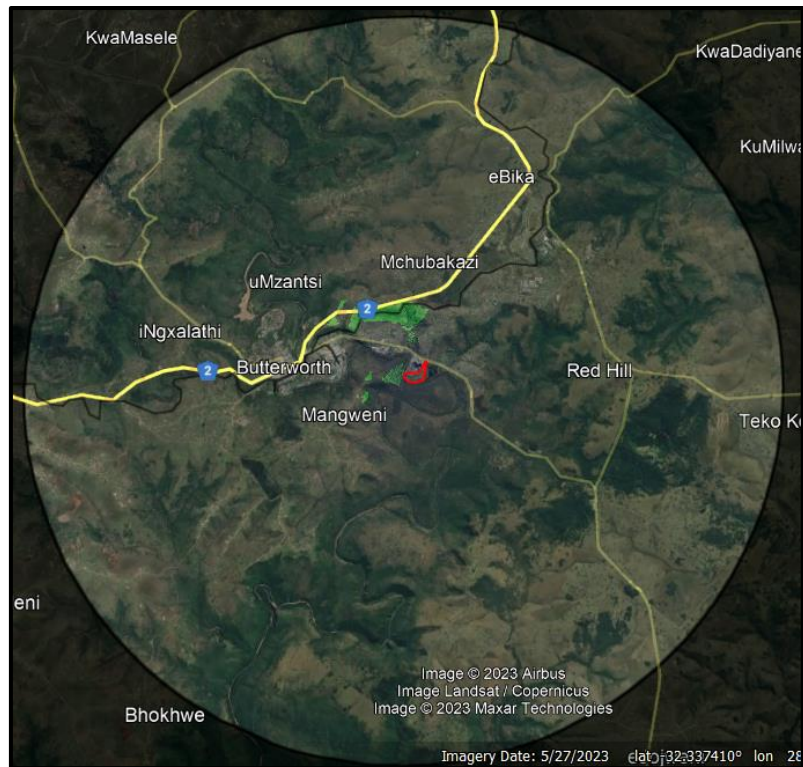 KwaMasele
KwaDadiyane
KuMilwa
eBika
Mchubakazi
uMzantsi
2
iNgxalathi
2
Butterworth
Red Hill
Mangweni
Teko Ko
eni
Image © 2023 Airbus
Image Landsat / Copernicus
Image © 2023 Maxar Technologies
Bhokhwe
Imagery Date: 5/27/2023 lat -32.337410° lon 28